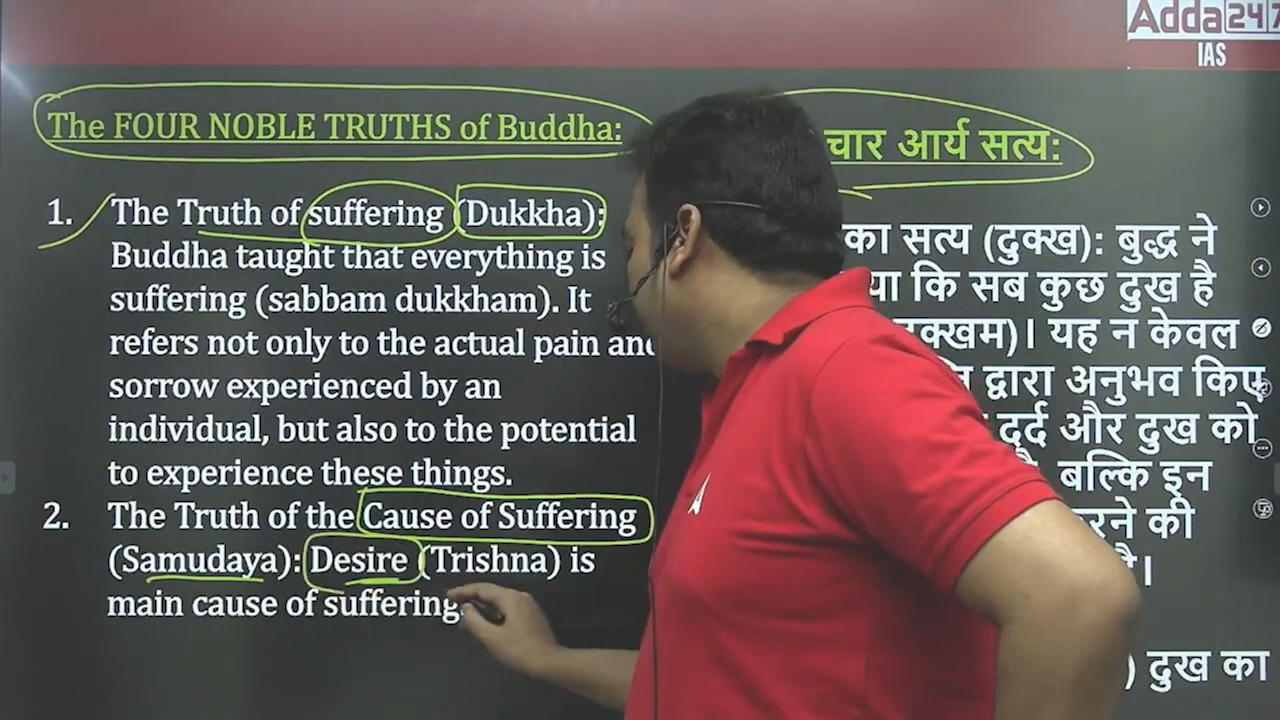 Adda247
IAS
The FOUR NOBLE TRUTHS of Buddha:
चार आर्य सत्य:
1. The Truth of suffering (Dukkha):
Buddha taught that everything is
suffering (sabbam dukkham). It
refers not only to the actual pain and
sorrow experienced by an
individual, but also to the potential
to experience these things.
2. The Truth of the Cause of Suffering
(Samudaya): Desire (Trishna) is
main cause of suffering.
का सत्य (दुक्ख): बुद्ध ने
कि सब कुछ दुख है
यह न केवल
द्वारा अनुभव किए
दर्द और दुख को
बल्कि इन
की
) दुख का